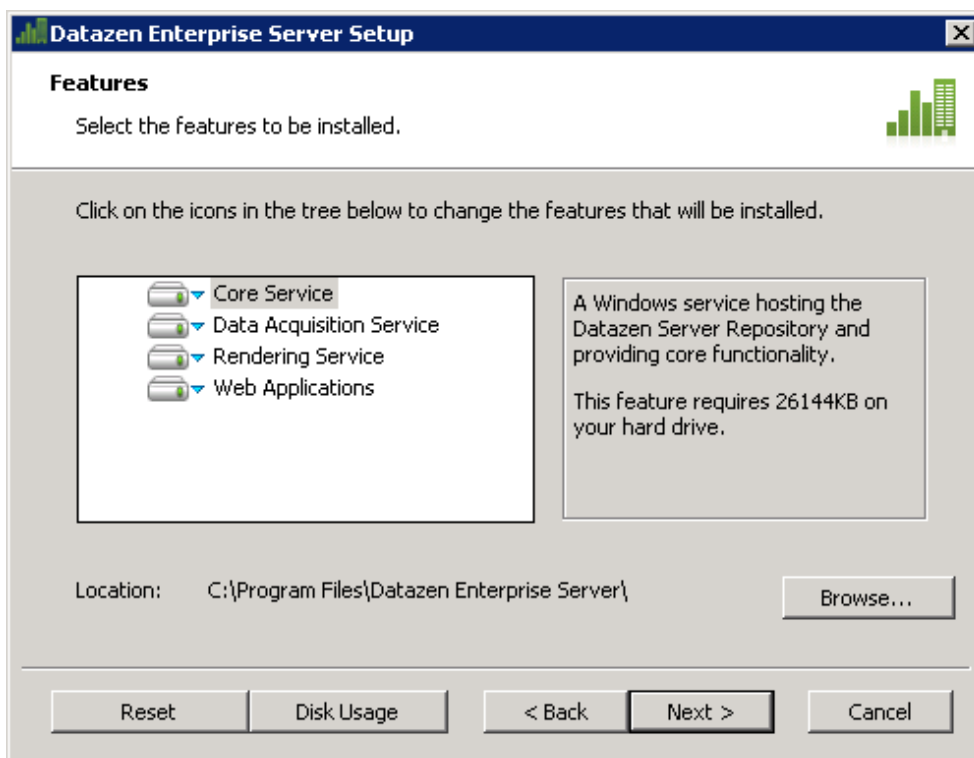 Datazen Enterprise Server Setup
Features
Select the features to be installed.
Click on the icons in the tree below to change the features that will be installed.
Core Service
Data Acquisition Service
Rendering Service
Web Applications
A Windows service hosting the
Datazen Server Repository and
providing core functionality.
This feature requires 26144KB on
your hard drive.
Location: C:\Program Files\Datazen Enterprise Server\
Browse...
Reset Disk Usage < Back Next > Cancel